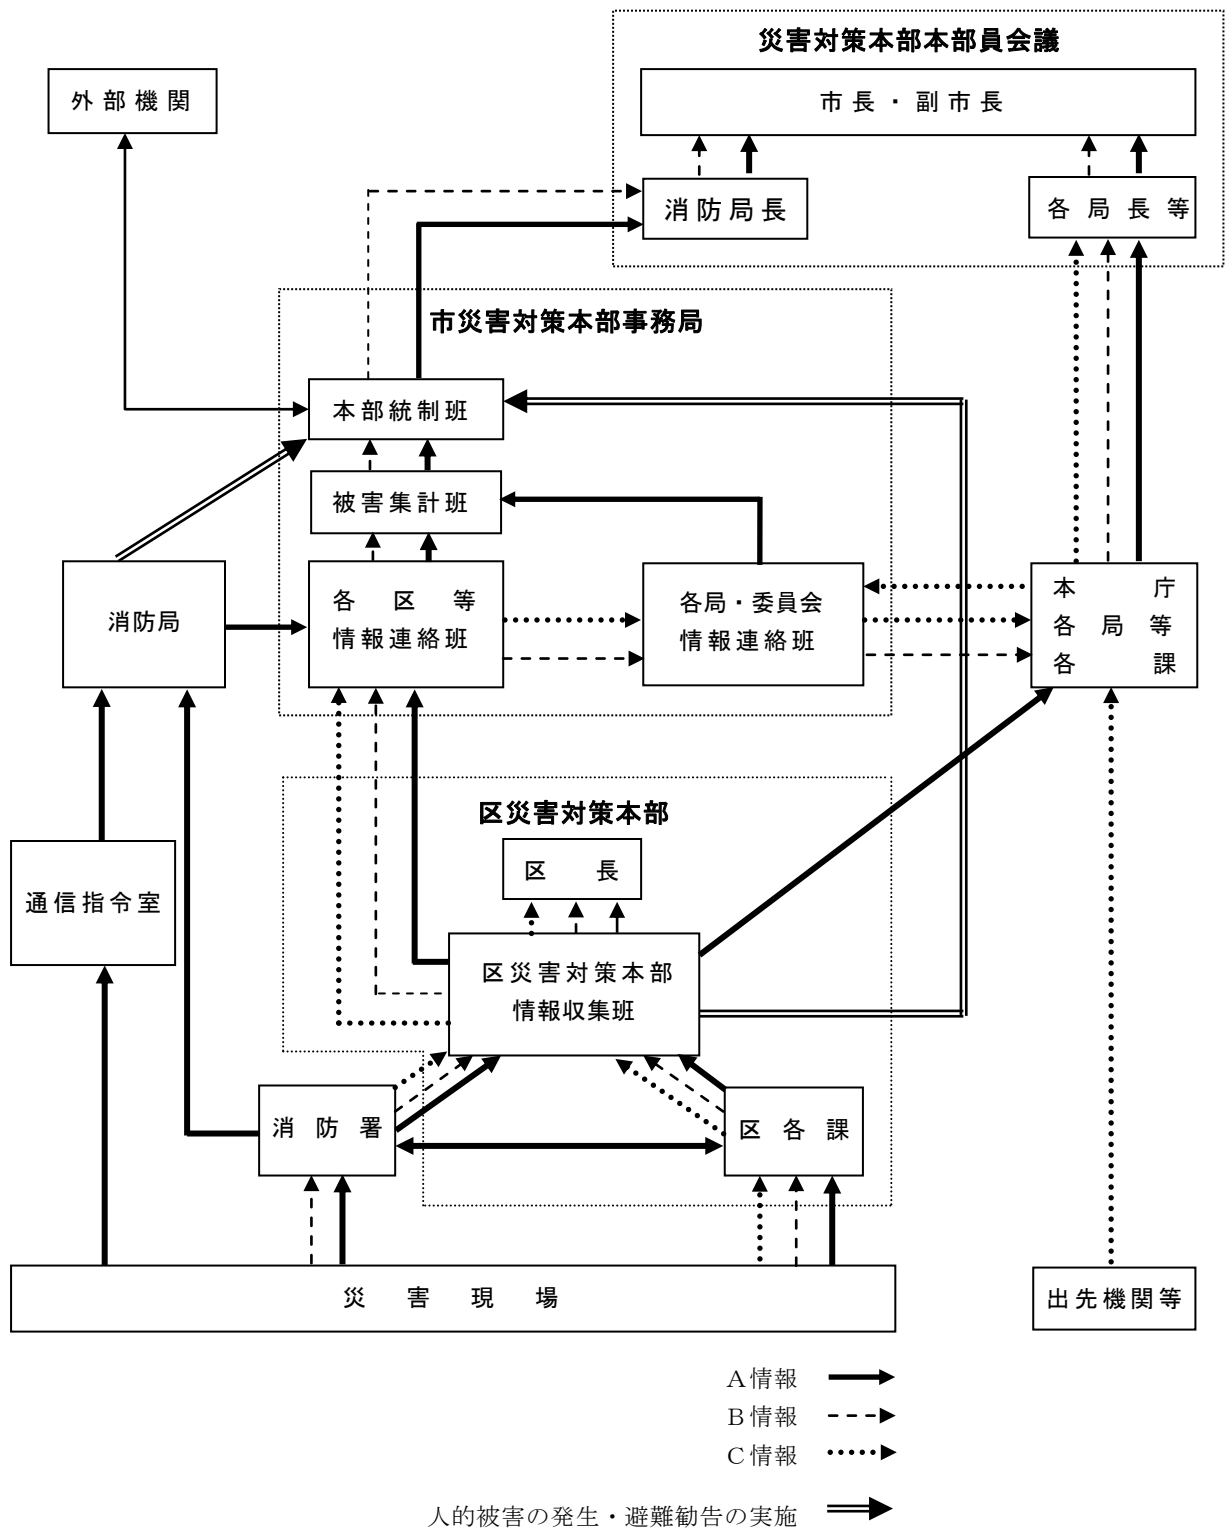 災害対策本部本部員会議
外部機関
市長・副市長
消防局長
各局長等
市災害対策本部事務局
本部統制班
被害集計班
消防局
各区等
情報連絡班
各局・委員会
情報連絡班
本庁
各局等
各課
区災害対策本部
区長
通信指令室
区災害対策本部
情報収集班
消防署
区各課
災害現場
出先機関等
A情報
B情報
C情報
人的被害の発生・避難勧告の実施